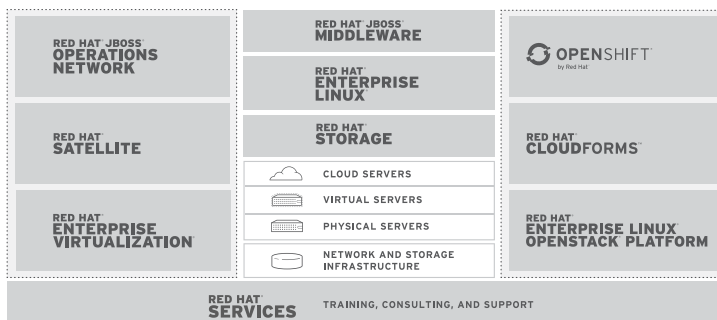 RED HAT® JBOSS®
OPERATIONS
NETWORK
RED HAT®
SATELLITE
RED HAT®
ENTERPRISE
VIRTUALIZATION
RED HAT® JBOSS®
MIDDLEWARE
RED HAT®
ENTERPRISE
LINUX®
RED HAT®
STORAGE
CLOUD SERVERS
VIRTUAL SERVERS
PHYSICAL SERVERS
NETWORK AND STORAGE
INFRASTRUCTURE
OPENSHIFT™
by Red Hat®
RED HAT®
CLOUDFORMS™
RED HAT®
ENTERPRISE LINUX®
OPENSTACK® PLATFORM
RED HAT®
SERVICES
TRAINING, CONSULTING, AND SUPPORT